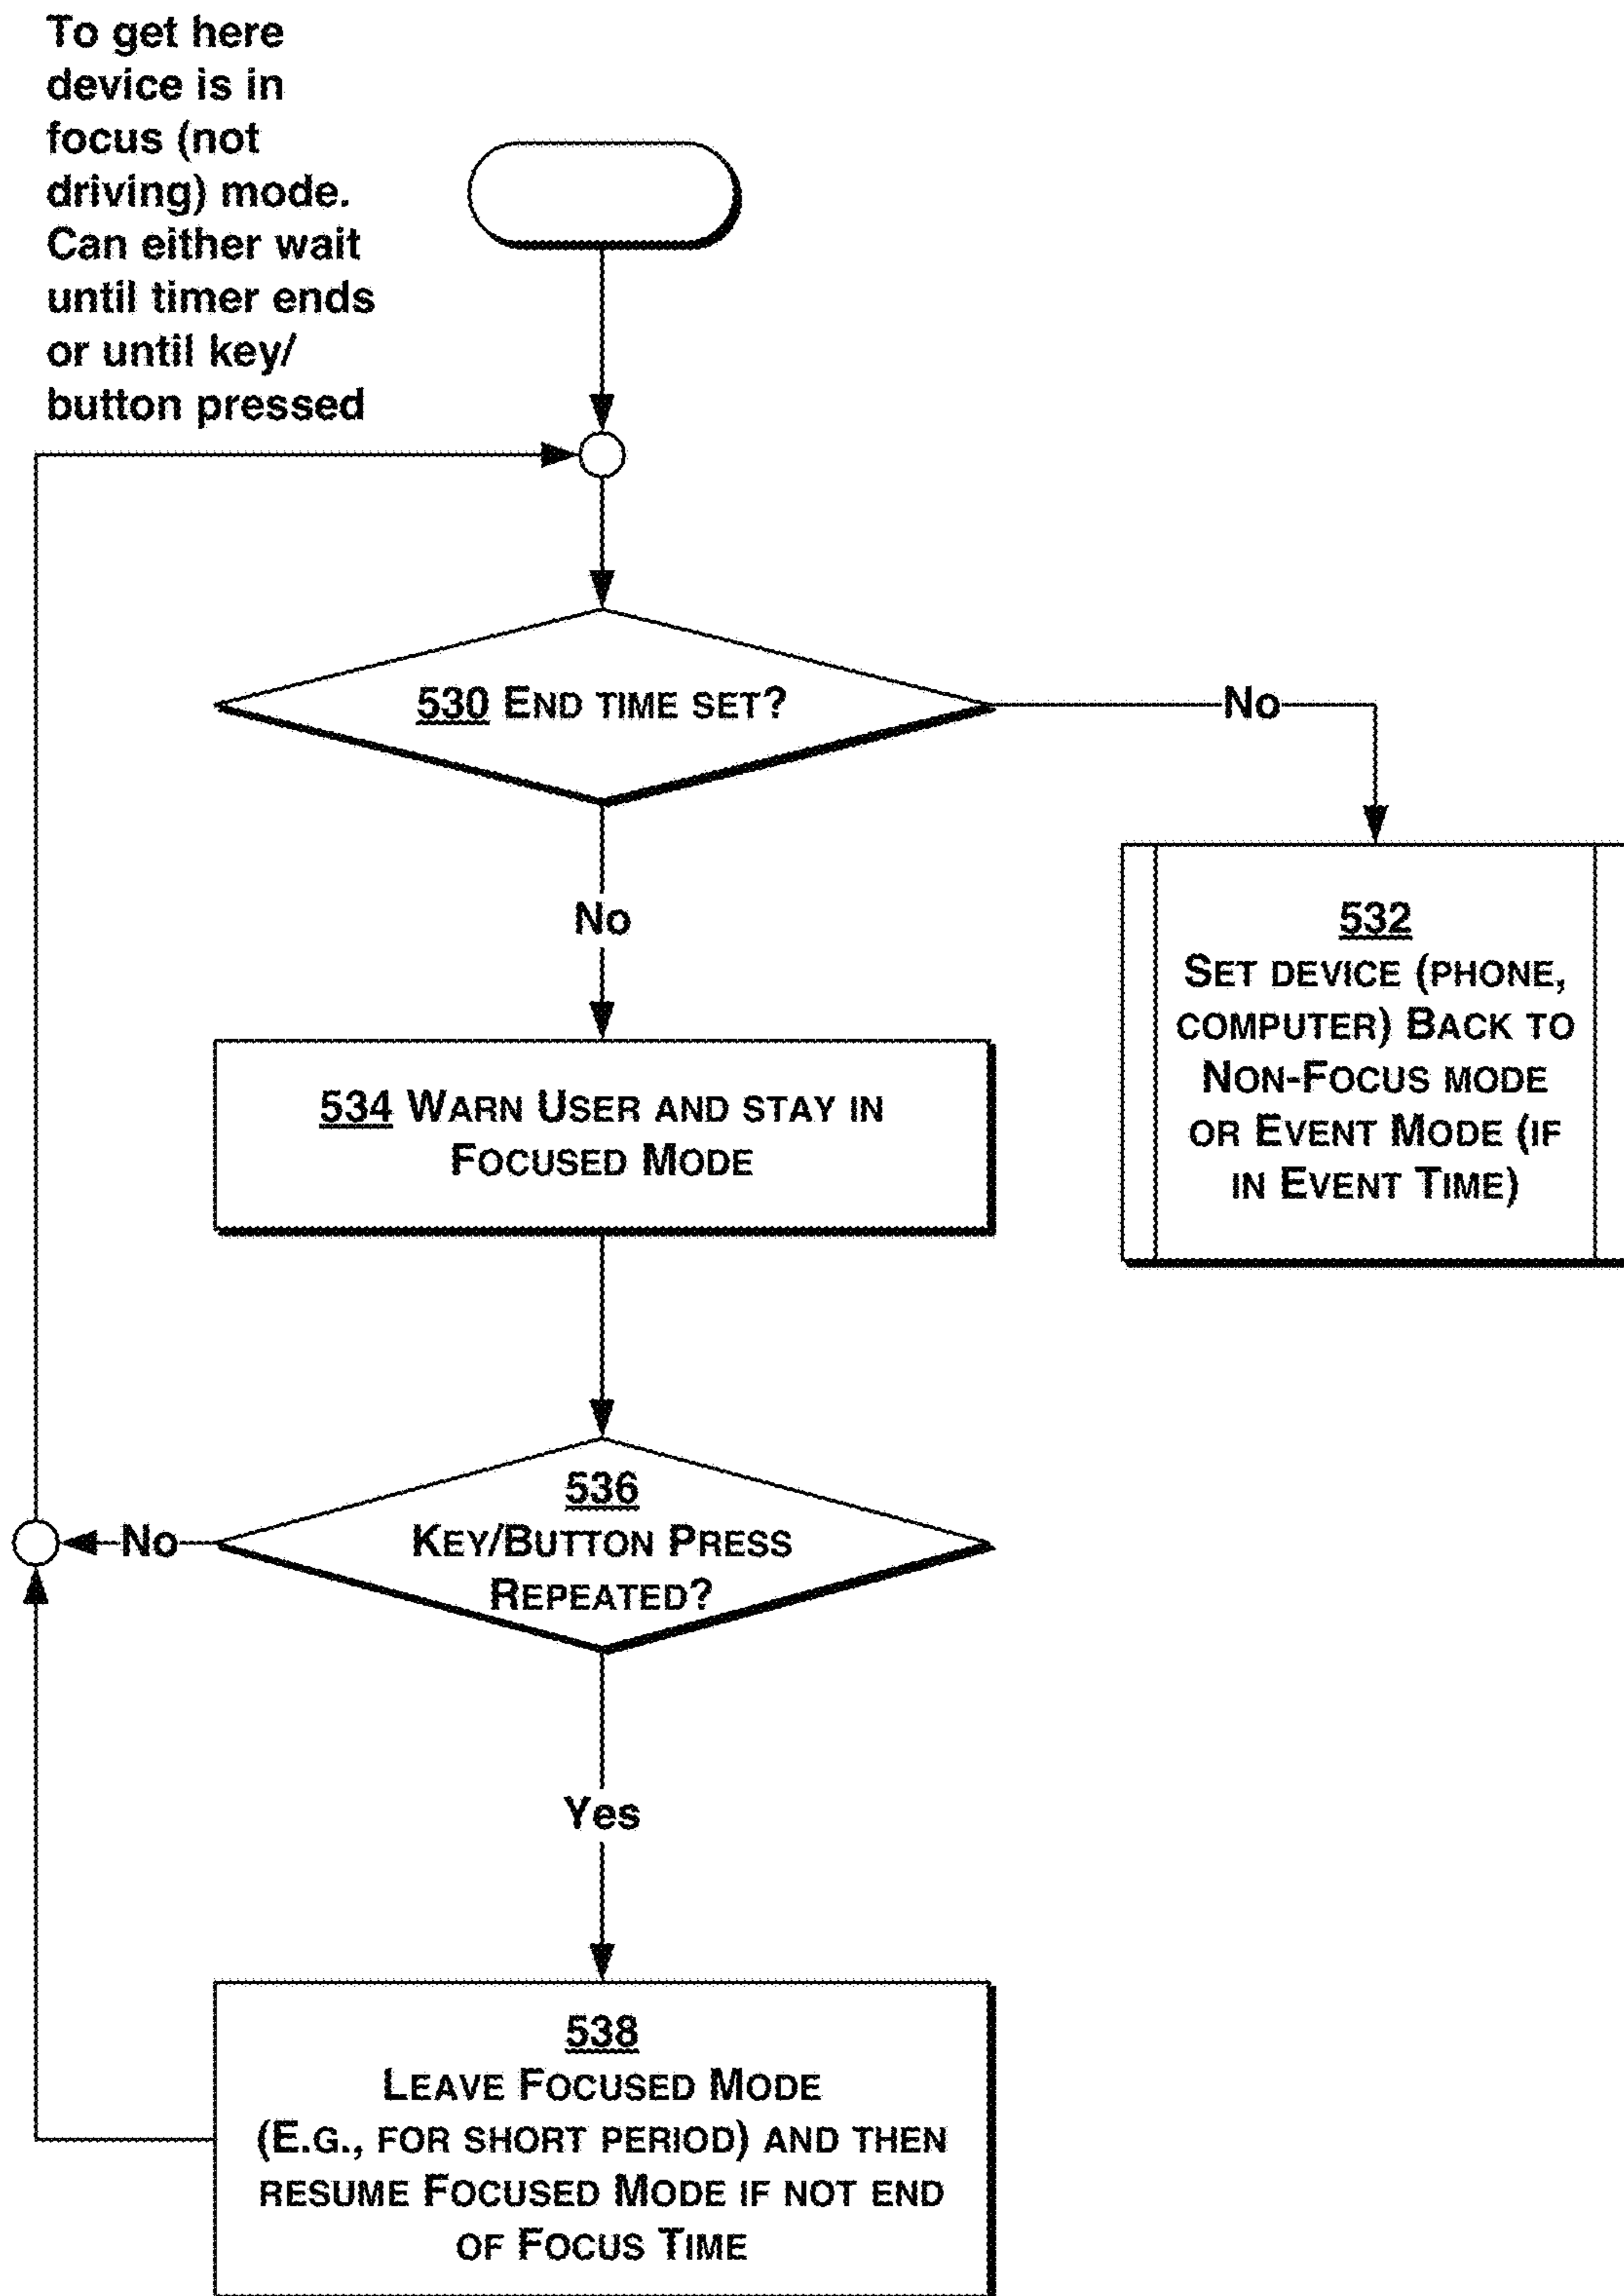 To get here
device is in
focus (not
driving) mode.
Can either wait
until timer ends
or until key/
button pressed
530 END TIME SET?
No
No
532
SET DEVICE (PHONE,
COMPUTER) BACK TO
NON-FOCUS MODE
OR EVENT MODE (IF
IN EVENT TIME)
534 WARN USER AND STAY IN
FOCUSED MODE
536
KEY/BUTTON PRESS
REPEATED?
No
Yes
538
LEAVE FOCUSED MODE
(E.G., FOR SHORT PERIOD) AND THEN
RESUME FOCUSED MODE IF NOT END
OF FOCUS TIME